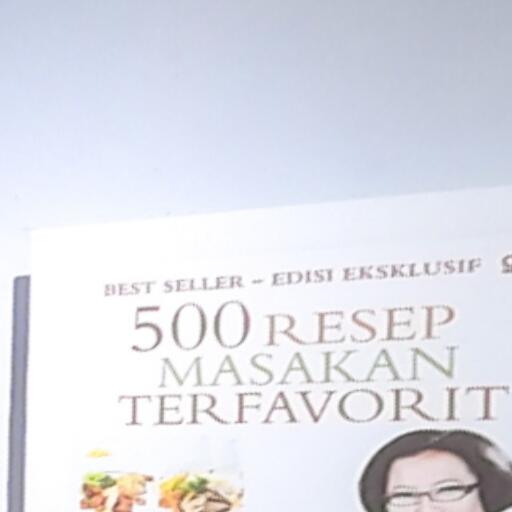 BEST SELLER – EDISI EKSKLUSIF
500 RESEP
MASAKAN
TERFAVORIT